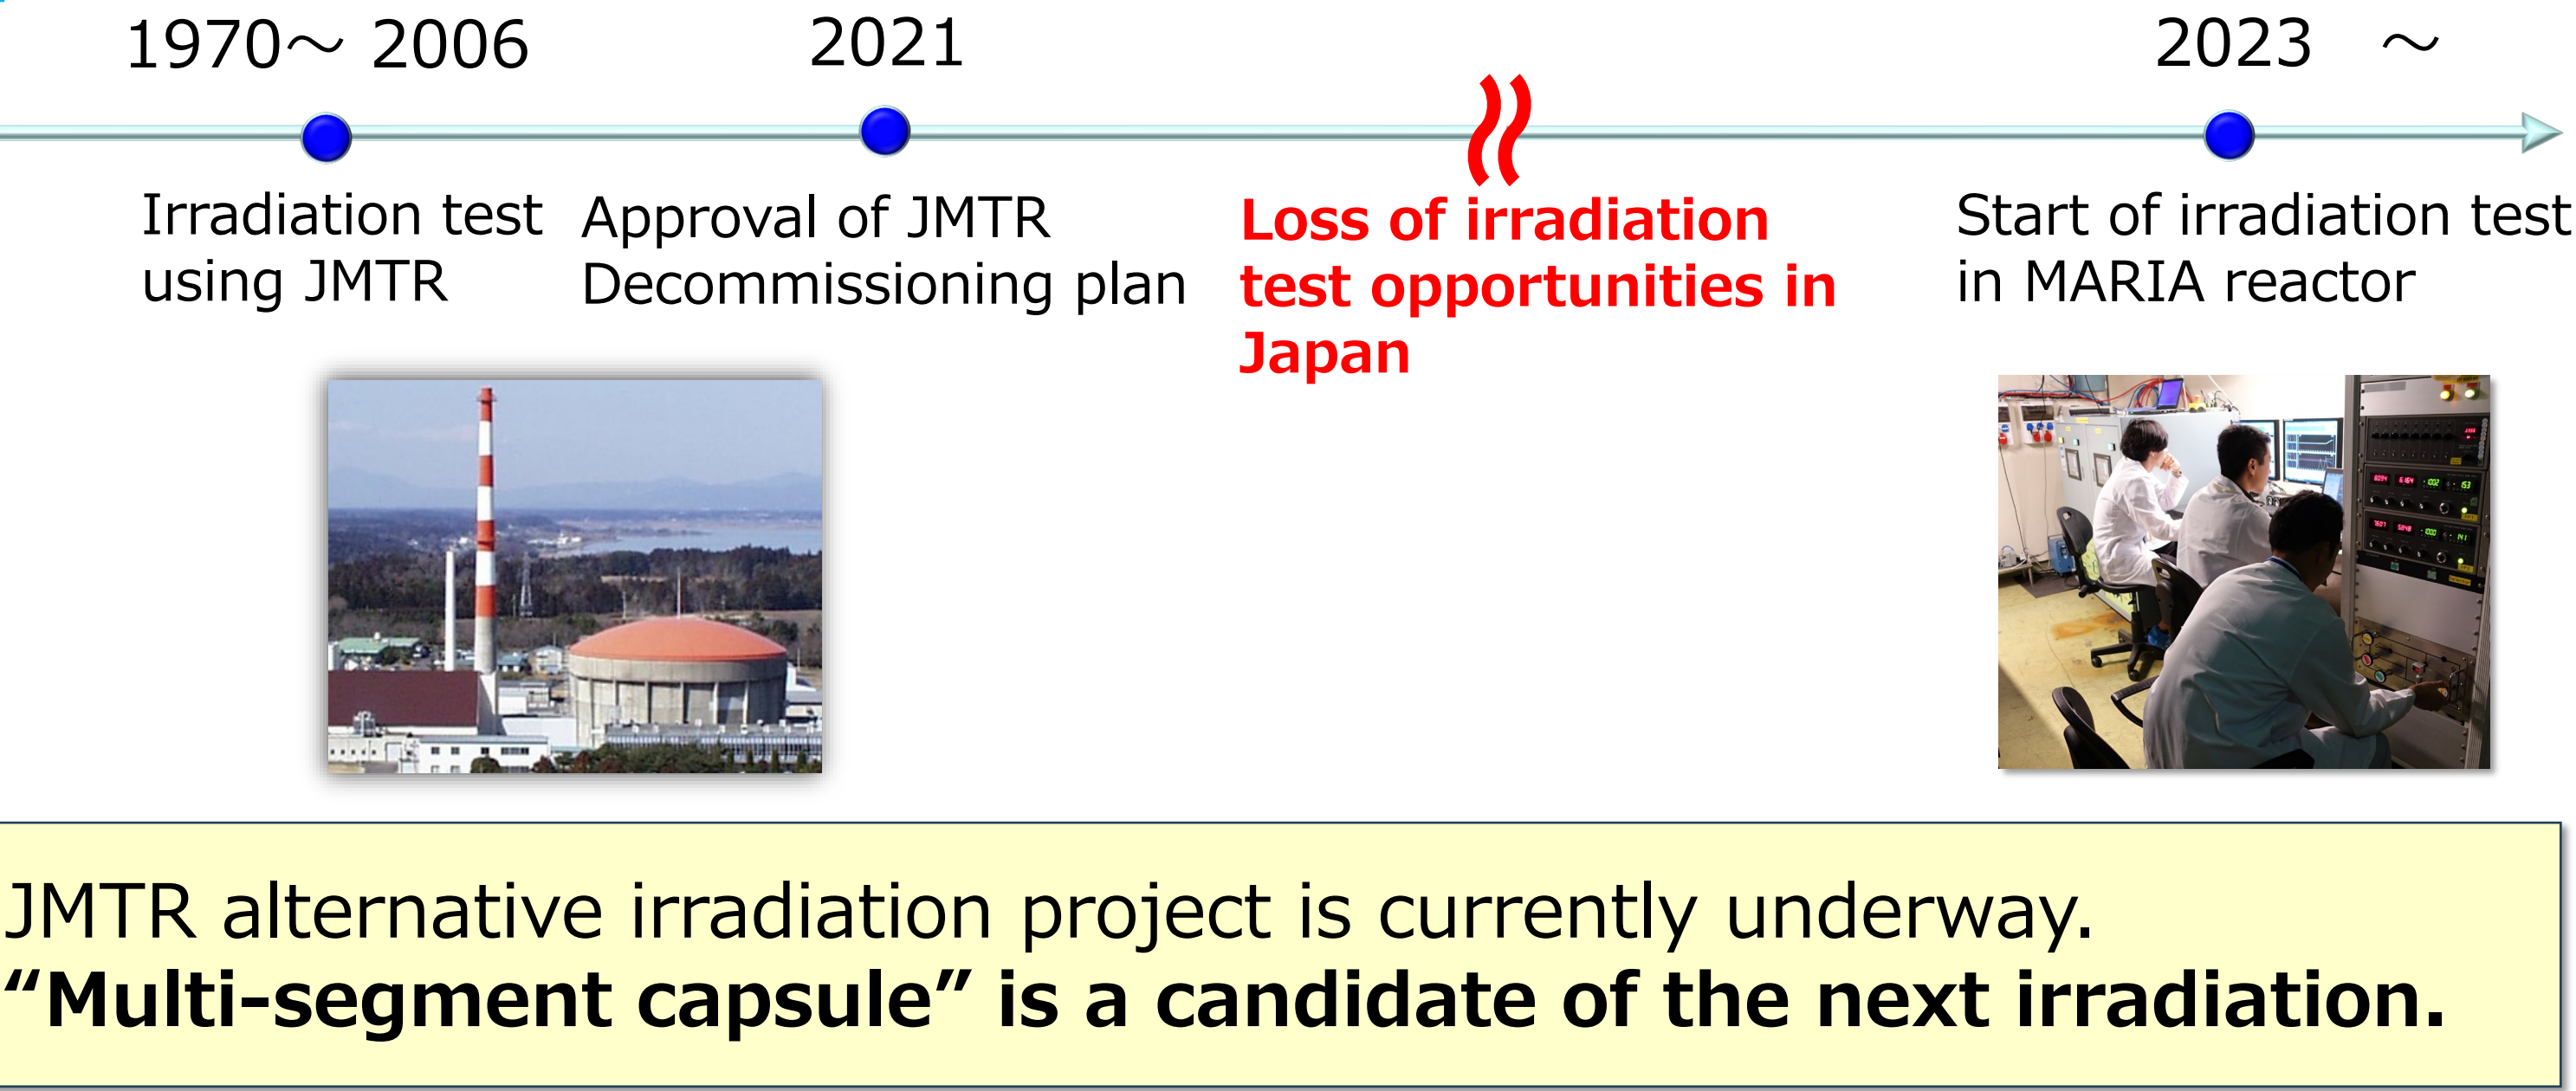 1970～ 2006
2021
2023 ～
Irradiation test
using JMTR
Approval of JMTR
Decommissioning plan
Loss of irradiation
test opportunities in
Japan
Start of irradiation test
in MARIA reactor
JMTR alternative irradiation project is currently underway.
“Multi-segment capsule” is a candidate of the next irradiation.